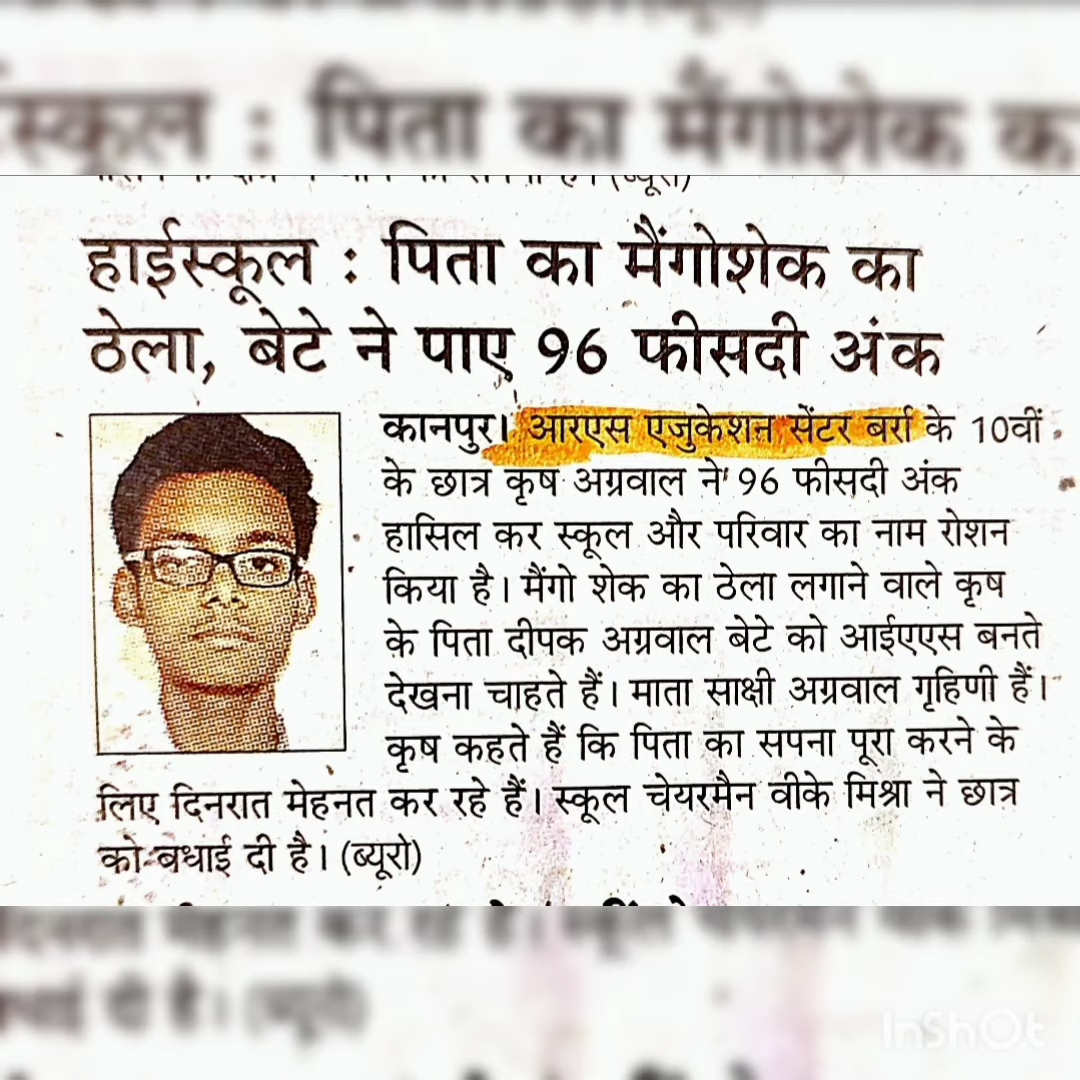 स्कूल : पिता का मैंगोशेक क
हाईस्कूल : पिता का मैंगोशेक का
ठेला, बेटे ने पाए 96 फीसदी अंक
कानपुर। आरएस एजुकेशन सेंटर बर्रा के 10वीं
के छात्र कृष अग्रवाल ने 96 फीसदी अंक
हासिल कर स्कूल और परिवार का नाम रोशन
किया है। मैंगो शेक का ठेला लगाने वाले कृष
के पिता दीपक अग्रवाल बेटे को आईएएस बनते
देखना चाहते हैं। माता साक्षी अग्रवाल गृहिणी हैं।
कृष कहते हैं कि पिता का सपना पूरा करने के
लिए दिनरात मेहनत कर रहे हैं। स्कूल चेयरमैन वीके मिश्रा ने छात्र
को बधाई दी है। (ब्यूरो)
InShOt